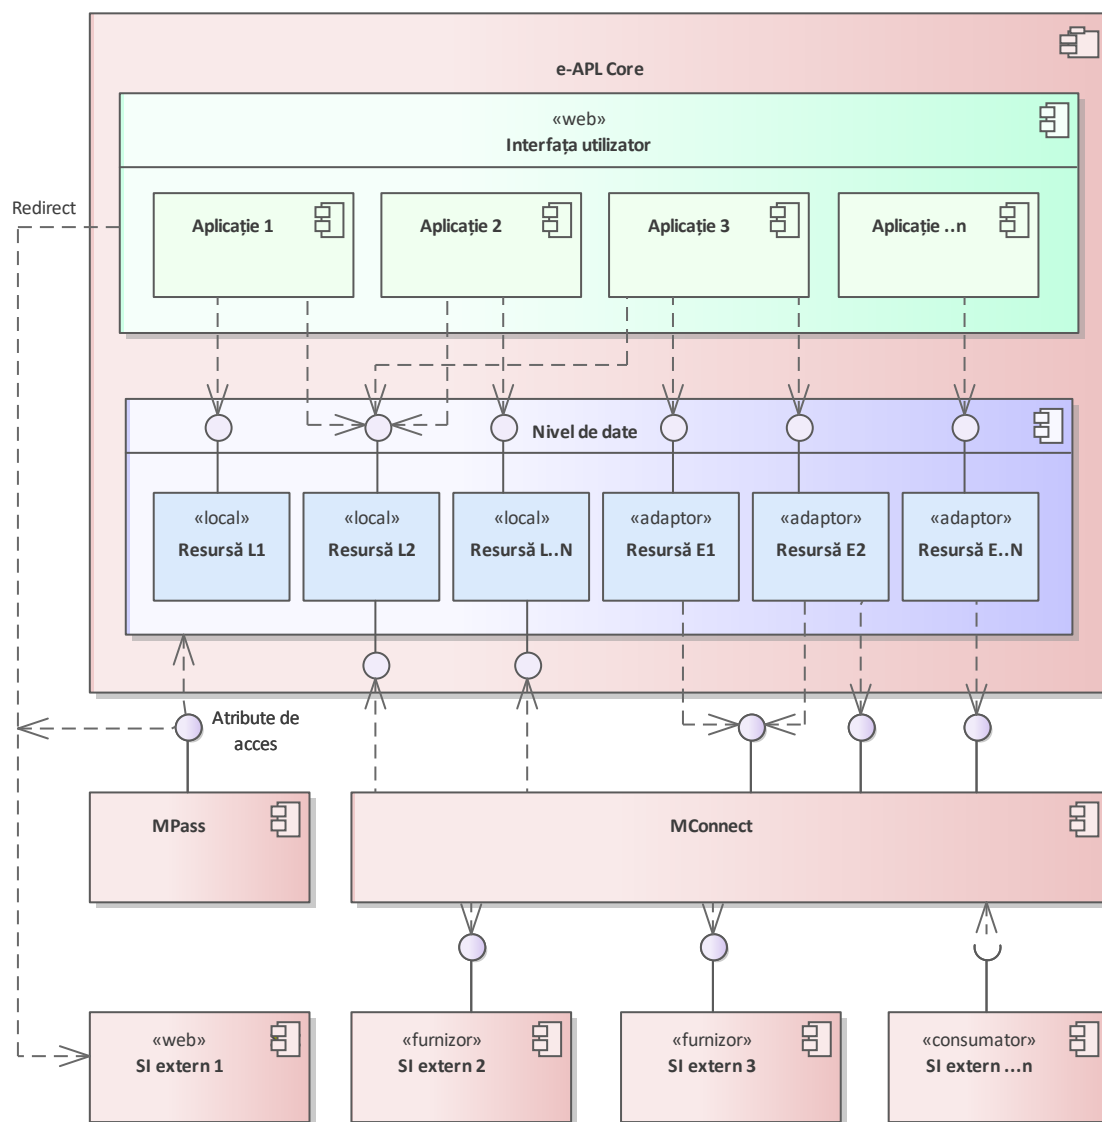 e-APL Core
«web»
Interfața utilizator
Redirect
Aplicație 1
Aplicație 2
Aplicație 3
Aplicație ..n
Nivel de date
«local»
Resursă L1
«local»
Resursă L2
«local»
Resursă L..N
«adaptor»
Resursă E1
«adaptor»
Resursă E2
«adaptor»
Resursă E..N
Atribute de
acces
MPass
MConnect
«web»
SI extern 1
«furnizor»
SI extern 2
«furnizor»
SI extern 3
«consumator»
SI extern ...n